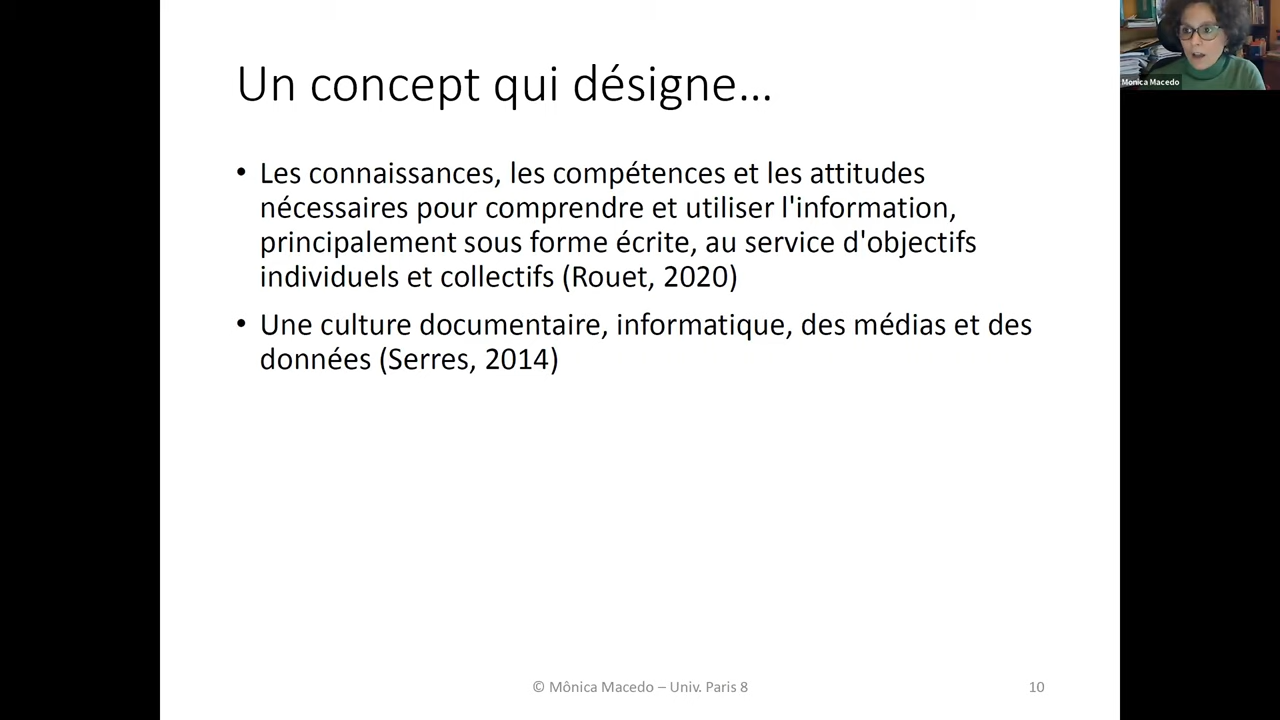 Un concept qui désigne…
• Les connaissances, les compétences et les attitudes
nécessaires pour comprendre et utiliser l'information,
principalement sous forme écrite, au service d'objectifs
individuels et collectifs (Rouet, 2020)
• Une culture documentaire, informatique, des médias et des
données (Serres, 2014)
© Mônica Macedo – Univ. Paris 8
10
Monica Macedo